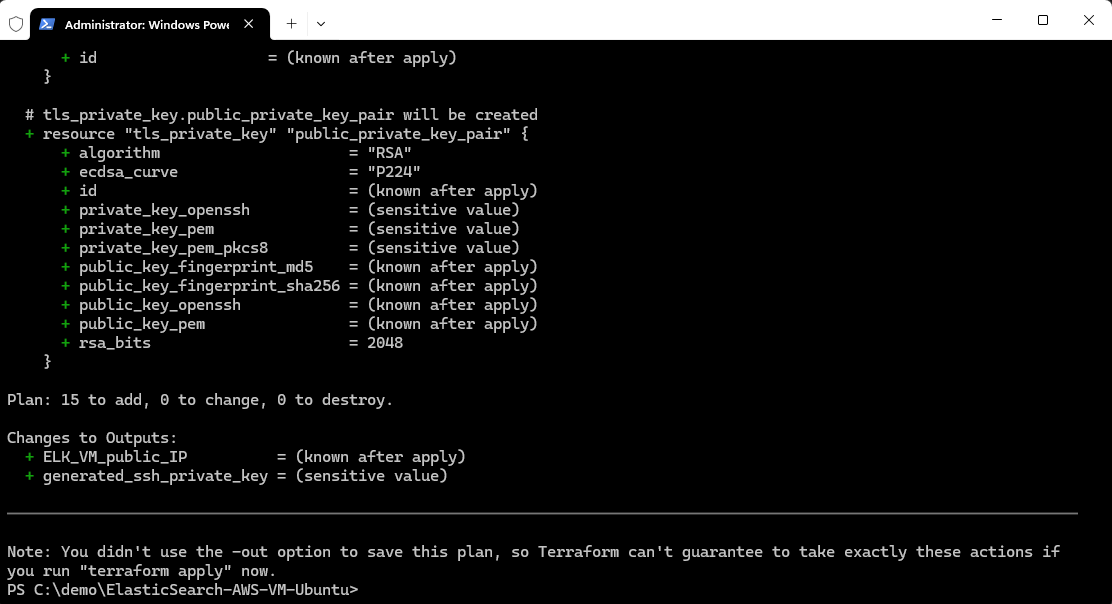 Administrator: Windows Powe
+ id = (known after apply)
}
# tls_private_key.public_private_key_pair will be created
+ resource "tls_private_key" "public_private_key_pair" {
+ algorithm = "RSA"
+ ecdsa_curve = "P224"
+ id = (known after apply)
+ private_key_openssh = (sensitive value)
+ private_key_pem = (sensitive value)
+ private_key_pem_pkcs8 = (sensitive value)
+ public_key_fingerprint_md5 = (known after apply)
+ public_key_fingerprint_sha256 = (known after apply)
+ public_key_openssh = (known after apply)
+ public_key_pem = (known after apply)
+ rsa_bits = 2048
}
Plan: 15 to add, 0 to change, 0 to destroy.
Changes to Outputs:
+ ELK_VM_public_IP = (known after apply)
+ generated_ssh_private_key = (sensitive value)
Note: You didn't use the -out option to save this plan, so Terraform can't guarantee to take exactly these actions if
you run "terraform apply" now.
PS C:\demo\ElasticSearch-AWS-VM-Ubuntu>